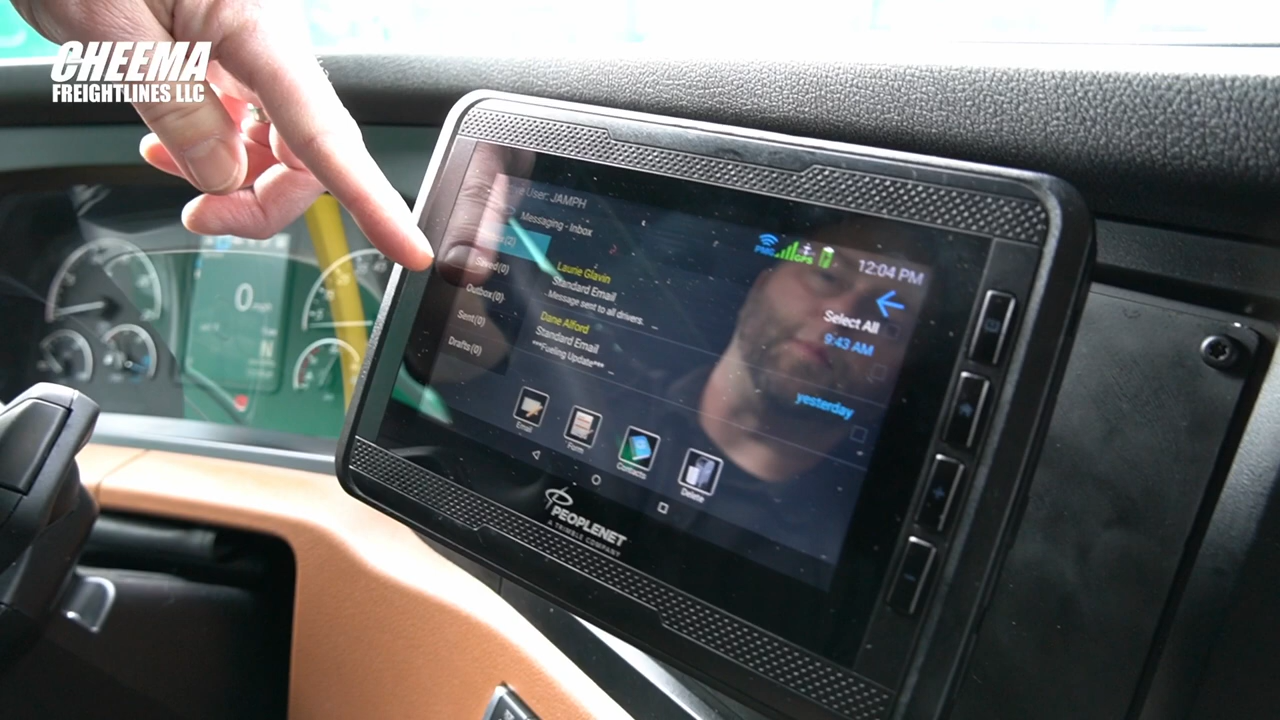 CHEEMA
FREIGHTLINES LLC
User: JAMPH
Messaging - Inbox
12:04 PM
(2)
Saved(0)
Outbox(0)
Sent(0)
Drafts(0)
Select All
Laurie Glavin
Standard Email
Message sent to all drivers.
9:43 AM
Dane Alford
Standard Email
***Fueling Update***
yesterday
Email
Form
Contacts
Delete
PEOPLENET
A TRIMBLE COMPANY
GPS
0
N